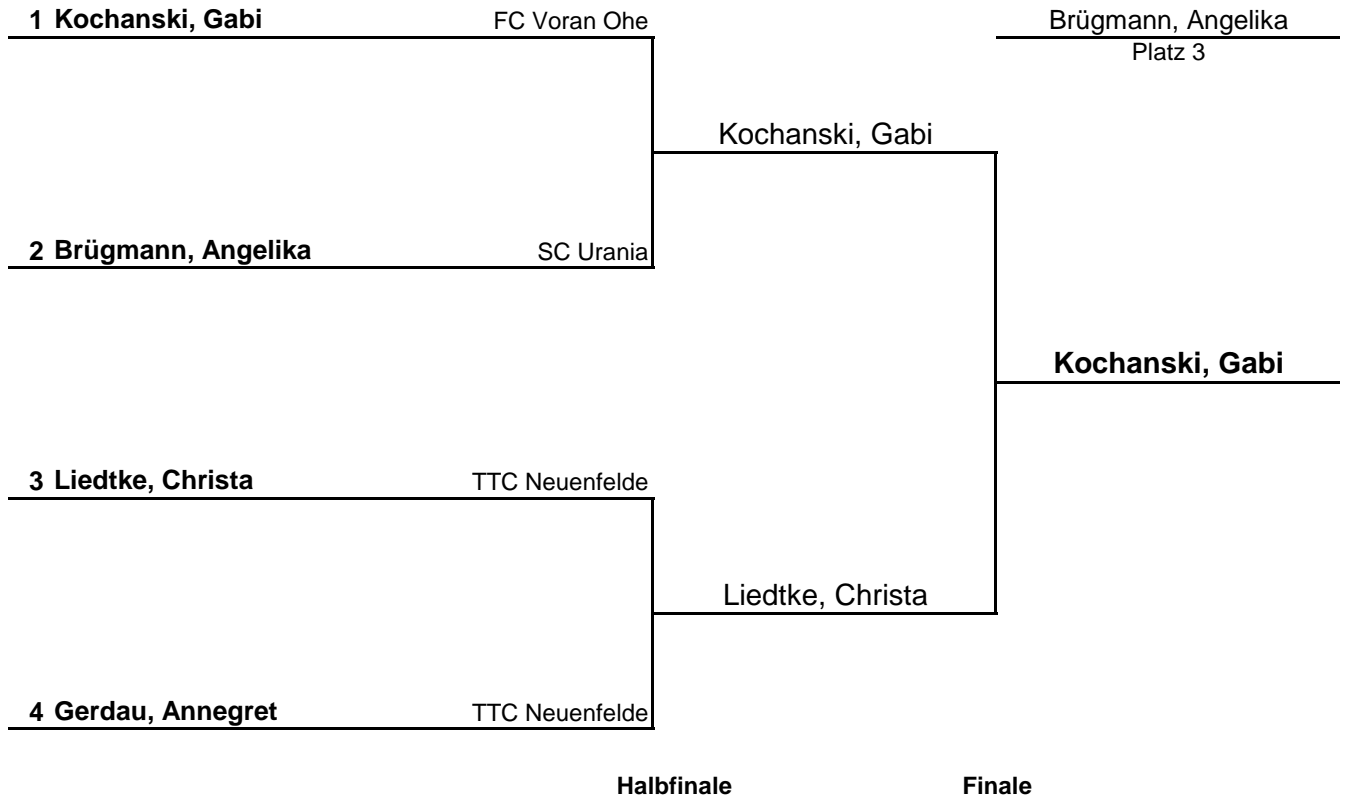 1 Kochanski, Gabi FC Voran Ohe Brügmann, Angelika
Platz 3
Kochanski, Gabi
2 Brügmann, Angelika SC Urania
Kochanski, Gabi
3 Liedtke, Christa TTC Neuenfelde
Liedtke, Christa
4 Gerdau, Annegret TTC Neuenfelde
Halbfinale Finale